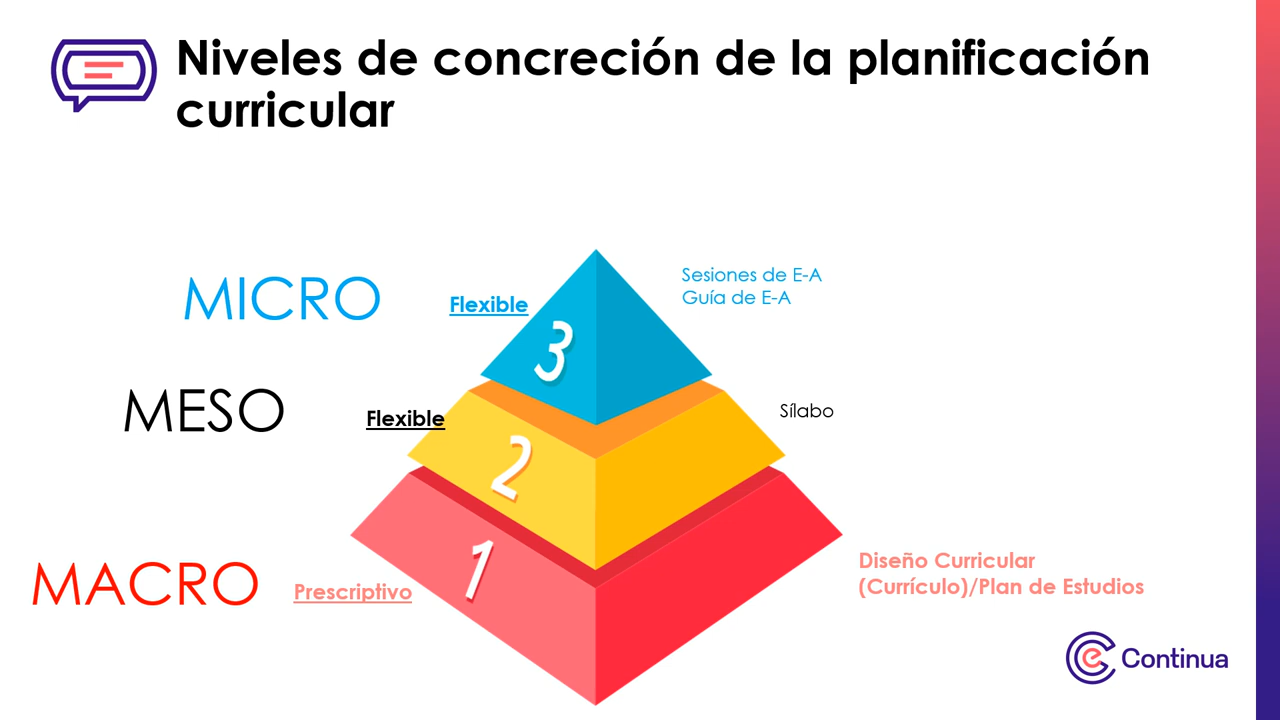 Niveles de concreción de la planificación
curricular
MICRO
Flexible
3
Sesiones de E-A
Guía de E-A
MESO
Flexible
2
Sílabo
MACRO
Prescriptivo
1
Diseño Curricular
(Currículo)/Plan de Estudios
Continua